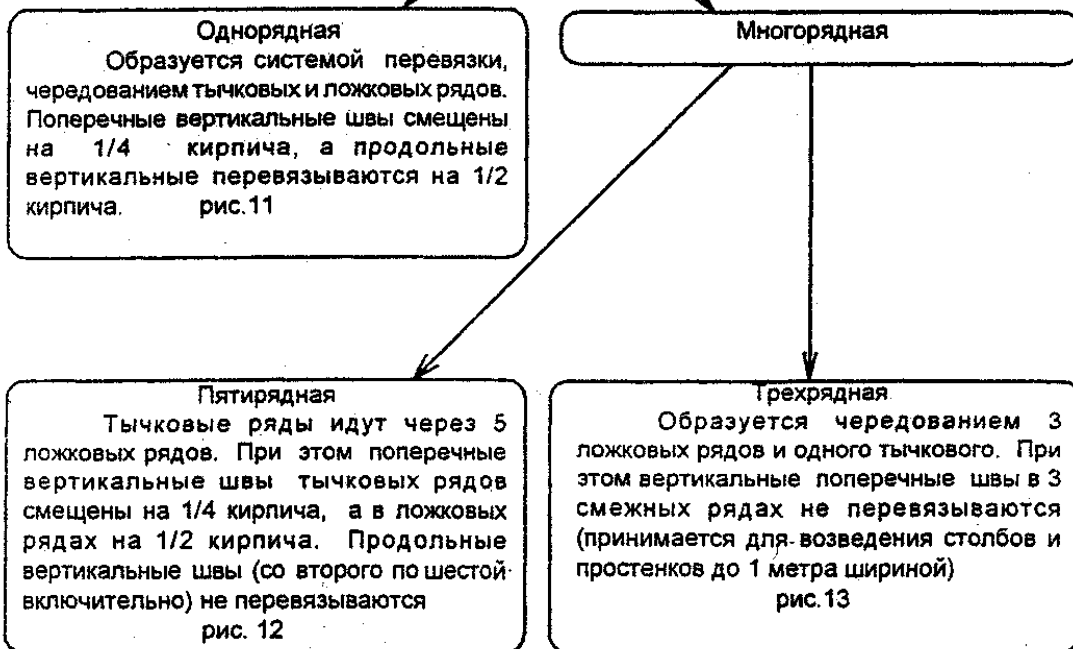 Однорядная
Образуется системой перевязки,
чередованием тычковых и ложковых рядов.
Поперечные вертикальные швы смещены
на 1/4 кирпича, а продольные
вертикальные перевязываются на 1/2
кирпича. рис.11
Многорядная
Пятирядная
Тычковые ряды идут через 5
ложковых рядов. При этом поперечные
вертикальные швы тычковых рядов
смещены на 1/4 кирпича, а в ложковых
рядах на 1/2 кирпича. Продольные
вертикальные швы (со второго по шестой
включительно) не перевязываются
рис. 12
Трехрядная
Образуется чередованием 3
ложковых рядов и одного тычкового. При
этом вертикальные поперечные швы в 3
смежных рядах не перевязываются
(принимается для возведения столбов и
простенков до 1 метра шириной)
рис.13